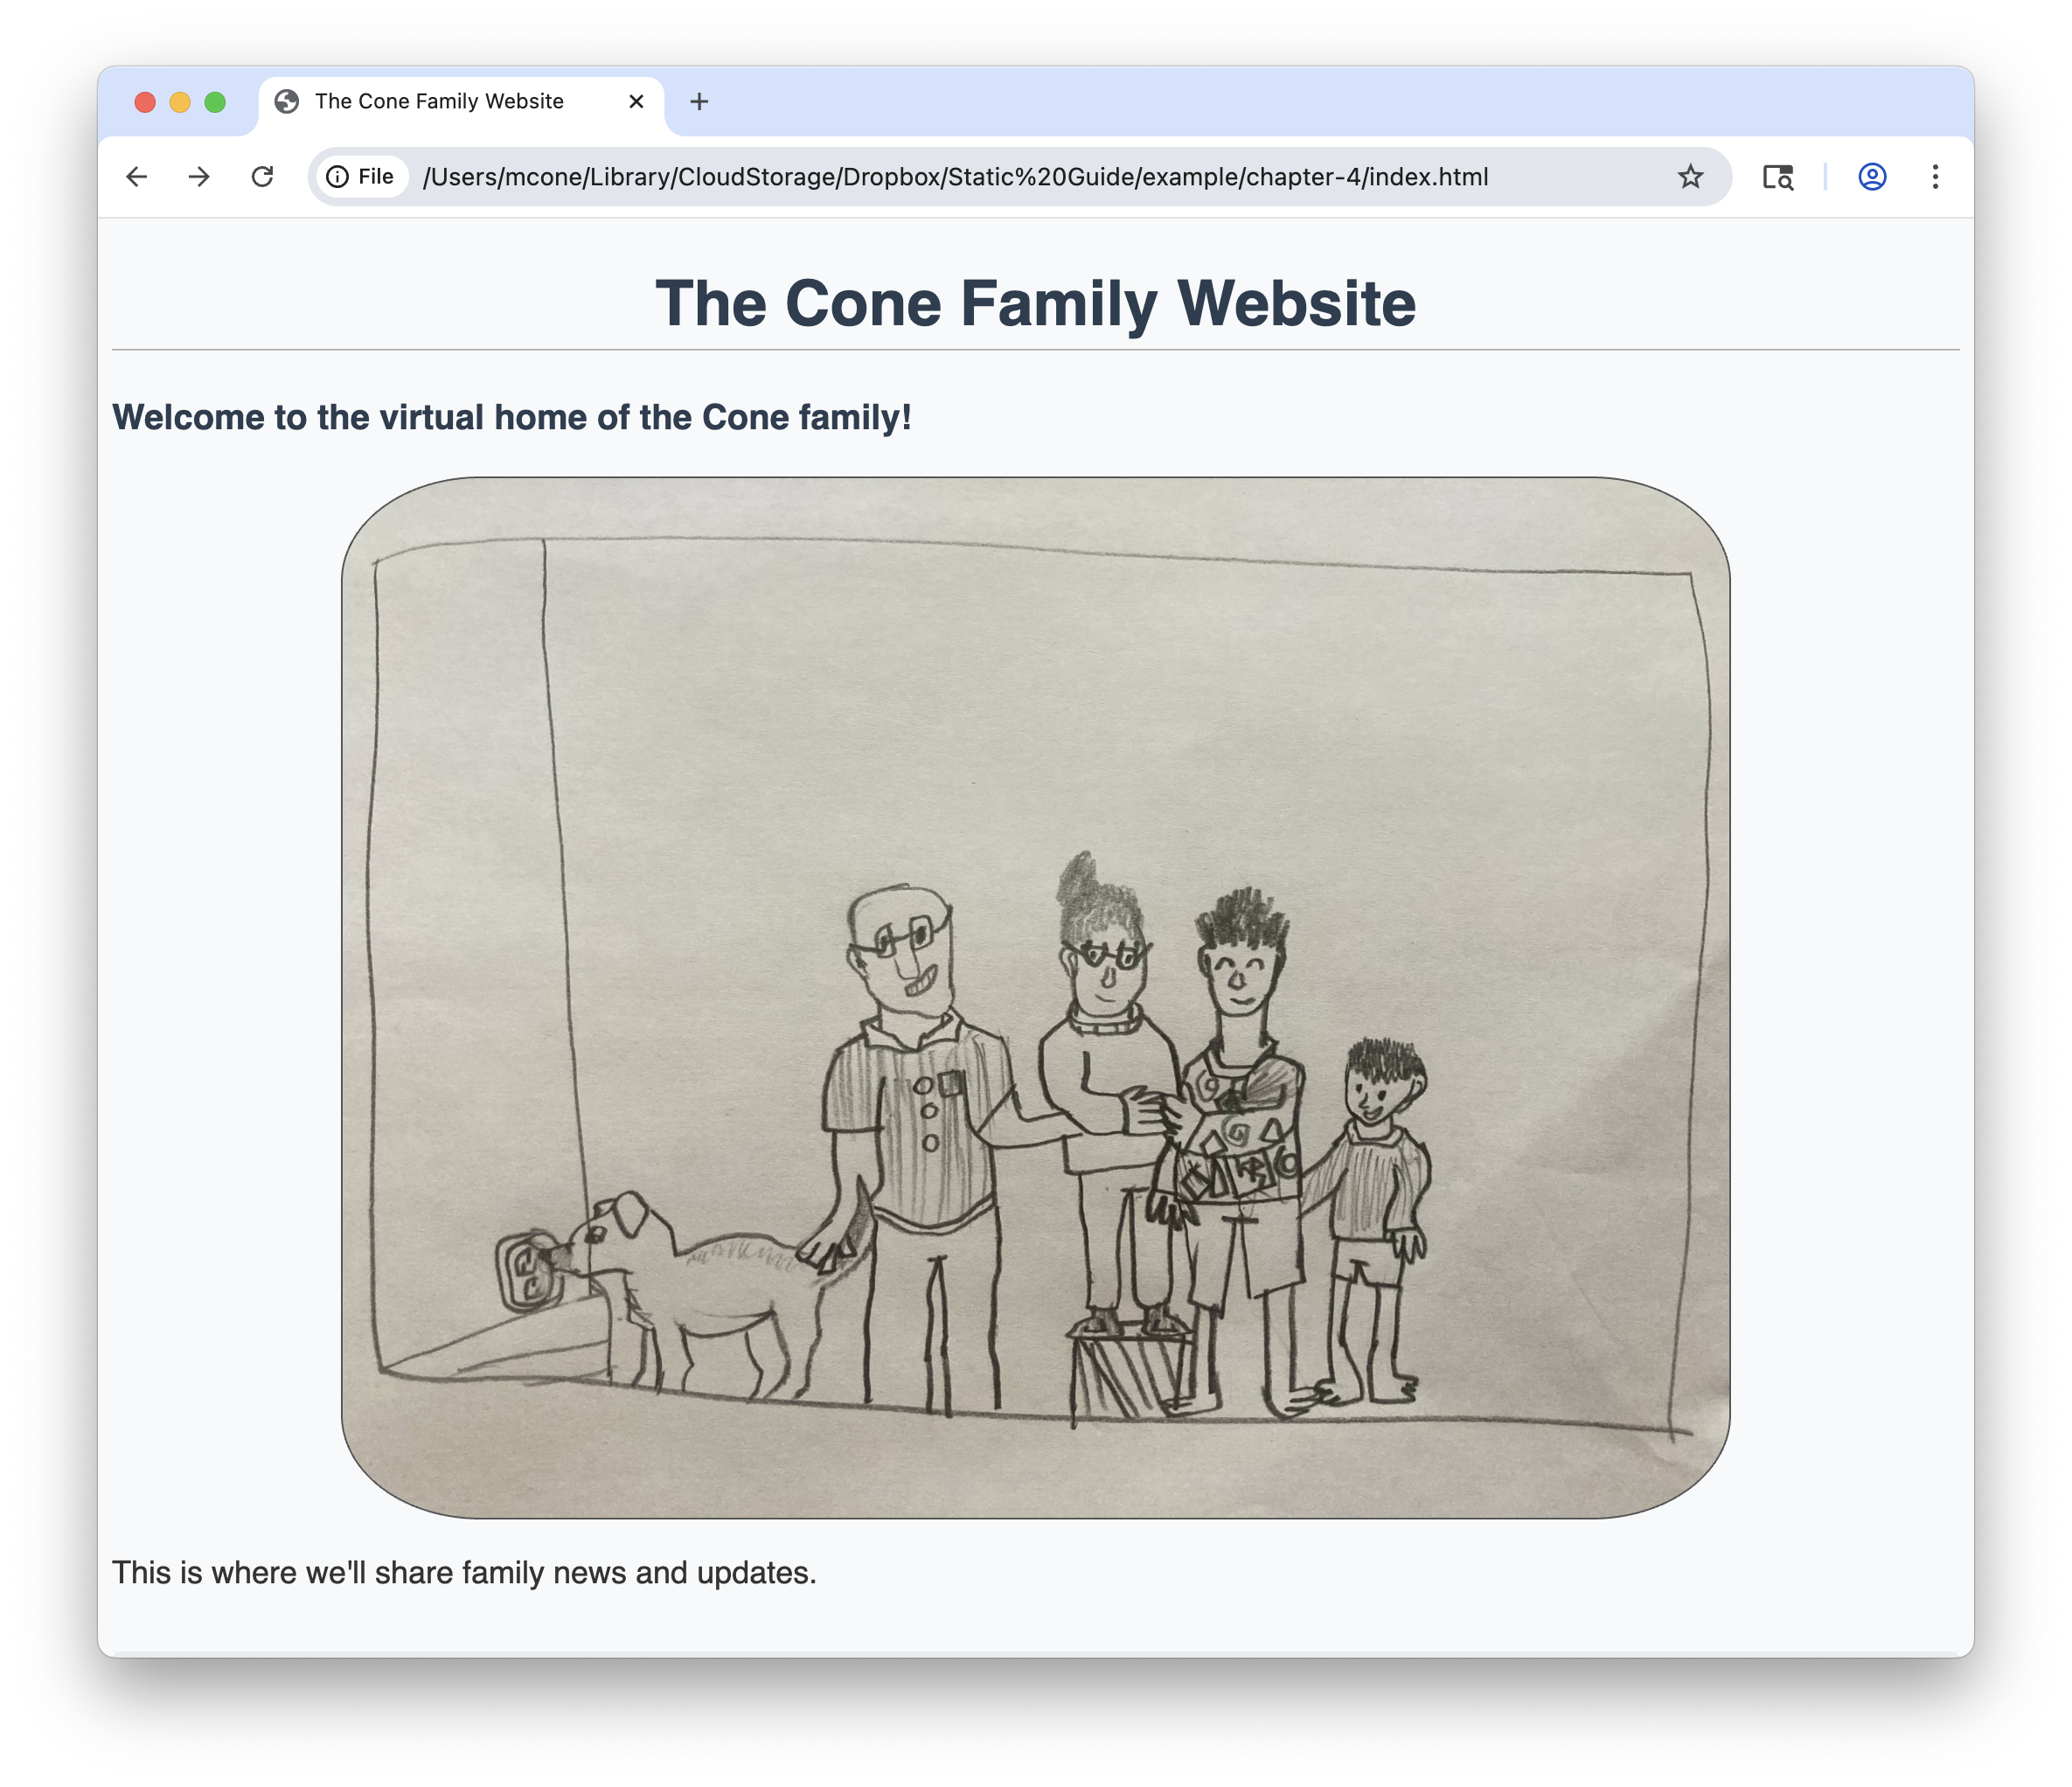 The Cone Family Website
File /Users/mcone/Library/CloudStorage/Dropbox/Static%20Guide/example/chapter-4/index.html
The Cone Family Website
Welcome to the virtual home of the Cone family!
This is where we'll share family news and updates.